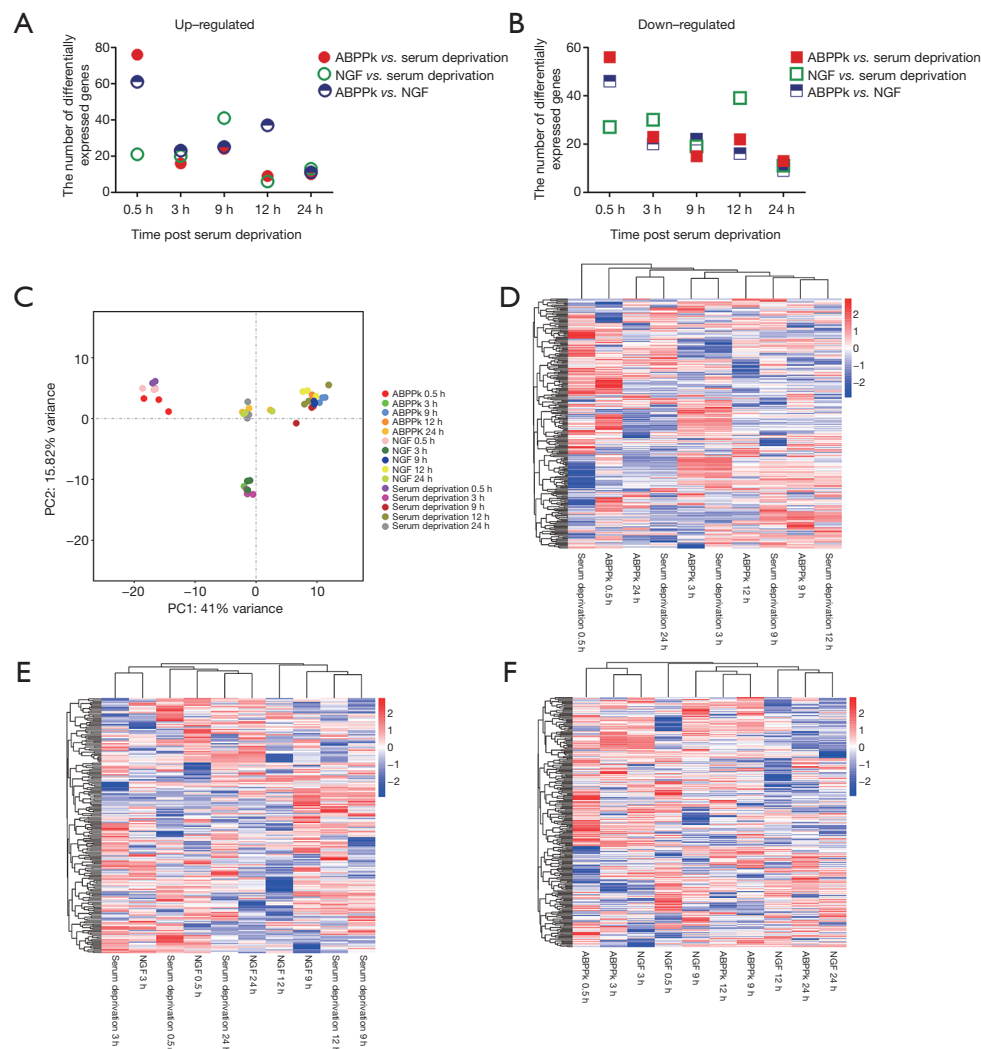 A
Up–regulated
The number of differentially
expressed genes
80
60
40
20
0
0.5 h 3 h 9 h 12 h 24 h
Time post serum deprivation
ABPPk vs. serum deprivation
NGF vs. serum deprivation
ABPPk vs. NGF
B
Down–regulated
The number of differentially
expressed genes
60
40
20
0
0.5 h 3 h 9 h 12 h 24 h
Time post serum deprivation
ABPPk vs. serum deprivation
NGF vs. serum deprivation
ABPPk vs. NGF
C
PC2: 15.82% variance
10
0
−10
−20
−20 −10 0 10
PC1: 41% variance
ABPPk 0.5 h
ABPPk 3 h
ABPPk 9 h
ABPPk 12 h
ABPPK 24 h
NGF 0.5 h
NGF 3 h
NGF 9 h
NGF 12 h
NGF 24 h
Serum deprivation 0.5 h
Serum deprivation 3 h
Serum deprivation 9 h
Serum deprivation 12 h
Serum deprivation 24 h
D
2
1
0
−1
−2
Serum deprivation 0.5 h
ABPPk 0.5 h
ABPPk 24 h
Serum deprivation 24 h
ABPPk 3 h
Serum deprivation 3 h
ABPPk 12 h
Serum deprivation 9 h
ABPPk 9 h
Serum deprivation 12 h
E
2
1
0
−1
−2
Serum deprivation 3 h
NGF 3 h
Serum deprivation 0.5
NGF 0.5 h
Serum deprivation 24 h
NGF 24 h
NGF 12 h
NGF 9 h
Serum deprivation 12 h
Serum deprivation 9 h
F
2
1
0
−1
−2
ABPPk 0.5 h
ABPPk 3 h
NGF 3 h
NGF 0.5 h
NGF 9 h
ABPPk 12 h
ABPPk 9 h
NGF 12 h
ABPPk 24 h
NGF 24 h